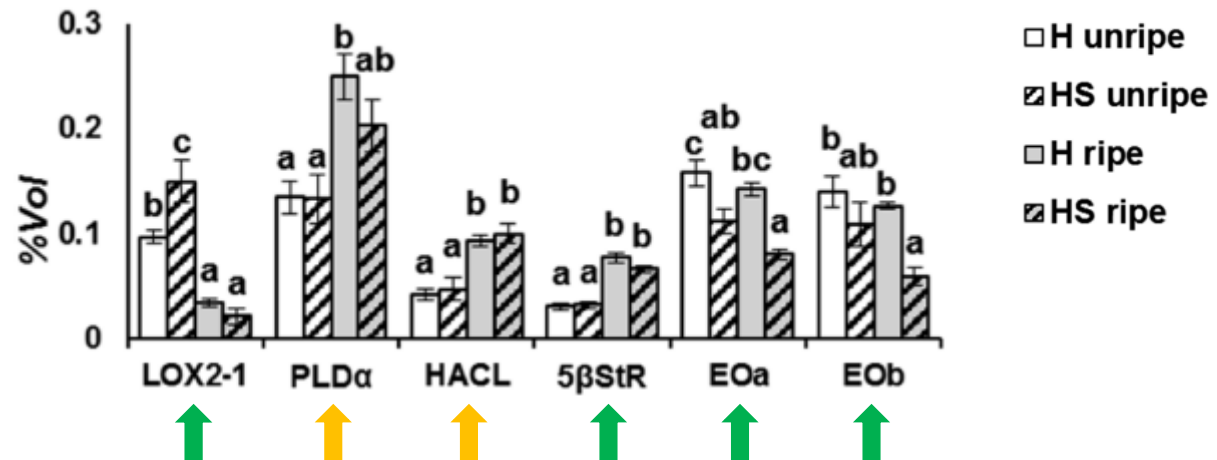 0.3
0.2
0.1
0
%Vol
b
c
a
a
a
a
b
ab
a
a
b
b
a
a
b
b
c
ab
bc
a
b
ab
b
a
LOX2-1 PLDα HACL 5βStR EOa EOb
H unripe
HS unripe
H ripe
HS ripe